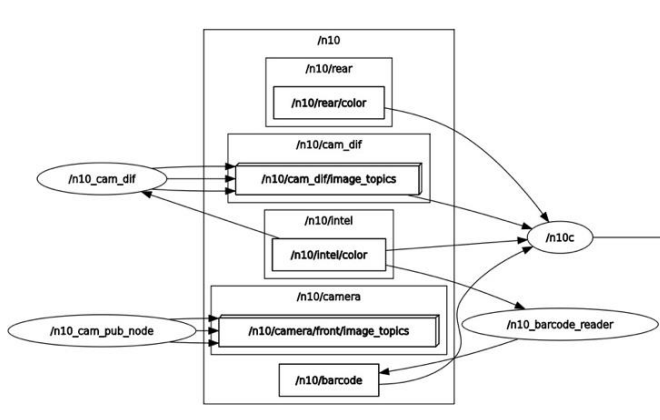 /n10
/n10/rear
/n10/rear/color
/n10/cam_dif
/n10_cam_dif
/n10/cam_dif/image_topics
/n10/intel
/n10c
/n10/intel/color
/n10/camera
/n10_cam_pub_node
/n10/camera/front/image_topics
/n10_barcode_reader
/n10/barcode